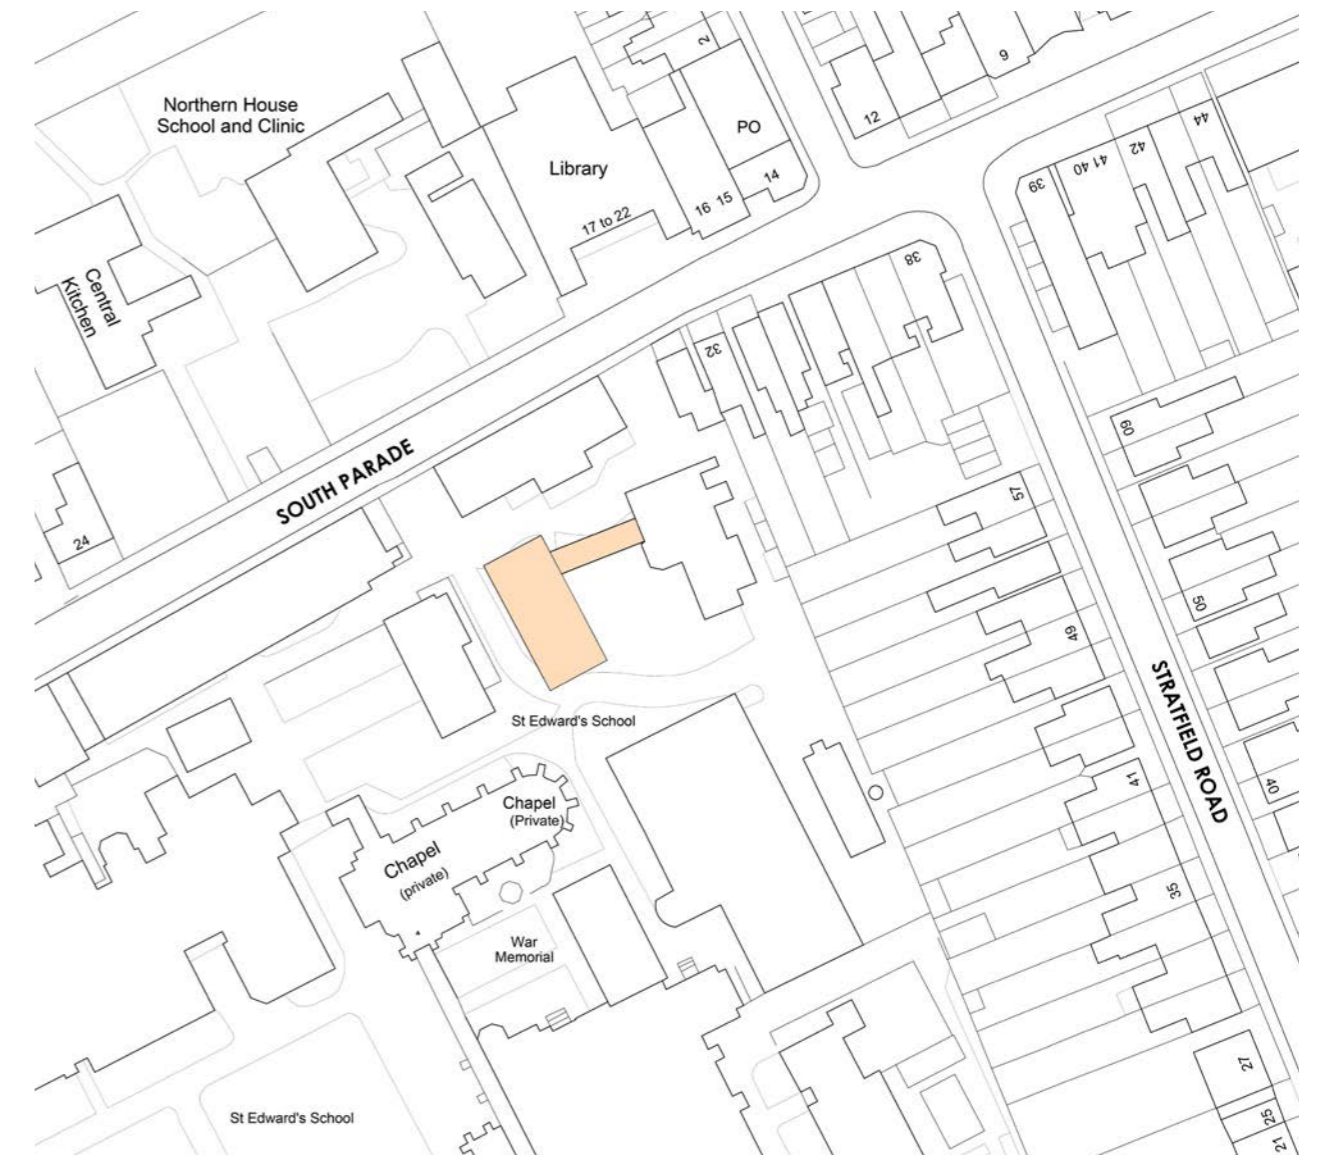 2
9
12
PO
14
16 15
Northern House
School and Clinic
Library
17 to 22
44
42
40 41
39
38
Central
Kitchen
32
60
SOUTH PARADE
57
24
50
49
STRATFIELD ROAD
St Edward's School
41
40
Chapel
(Private)
Chapel
(private)
35
War
Memorial
27
25
21
St Edward's School